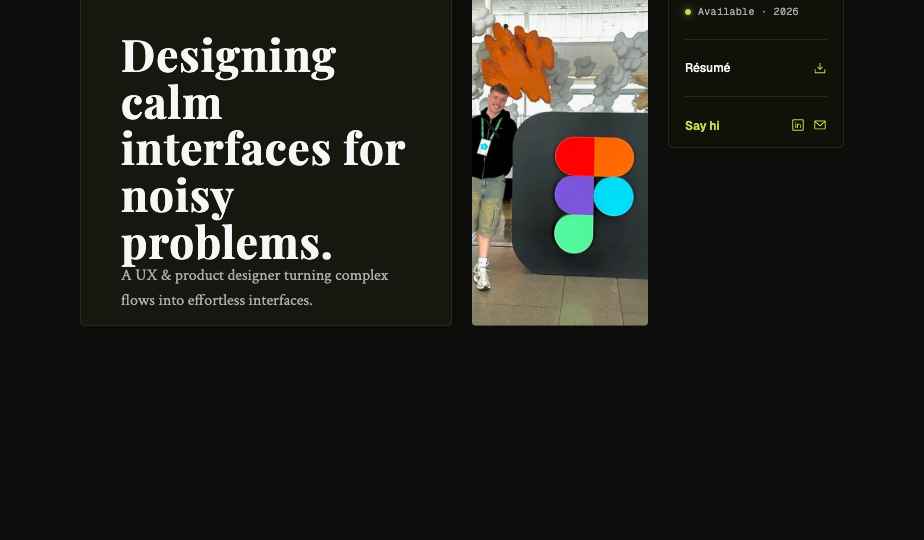 Designing
calm
interfaces for
noisy
problems.
A UX & product designer turning complex
flows into effortless interfaces.
Available · 2026
Résumé
Say hi
in